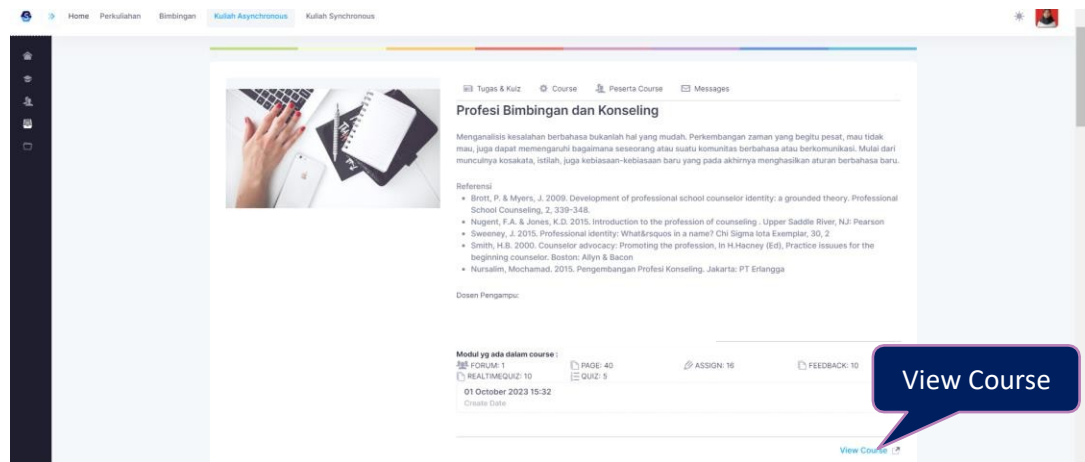 Home Perkuliahan Bimbingan Kuliah Asynchronous Kuliah Synchronous
Tugas & Kuiz Course Peserta Course Messages
Profesi Bimbingan dan Konseling
Menganalisis kesalahan berbahasa bukanlah hal yang mudah. Perkembangan zaman yang begitu pesat, mau tidak
mau, juga dapat memengaruhi bagaimana seseorang atau suatu komunitas berbahasa atau berkomunikasi. Mulai dari
munculnya kosakata, istilah, juga kebiasaan-kebiasaan baru yang pada akhirnya menghasilkan aturan berbahasa baru.
Referensi
• Brott, P. & Myers, J. 2009. Development of professional school counselor identity: a grounded theory. Professional
School Counseling, 2, 339–348.
• Nugent, F.A. & Jones, K.D. 2015. Introduction to the profession of counseling . Upper Saddle River, NJ: Pearson
• Sweeney, J. 2015. Professional identity: What&rsquos in a name? Chi Sigma Iota Exemplar, 30, 2
• Smith, H.B. 2000. Counselor advocacy: Promoting the profession, in H.Hacney (Ed), Practice issuues for the
beginning counselor. Boston: Allyn & Bacon
• Nursalim, Mochamad. 2015. Pengembangan Profesi Konseling. Jakarta: PT Erlangga
Dosen Pengampu:
Modul yg ada dalam course :
FORUM: 1 PAGE: 40 ASSIGN: 16 FEEDBACK: 10
REALTIMEQUIZ: 10 QUIZ: 5
01 October 2023 15:32
Create Date
View Course
View Course